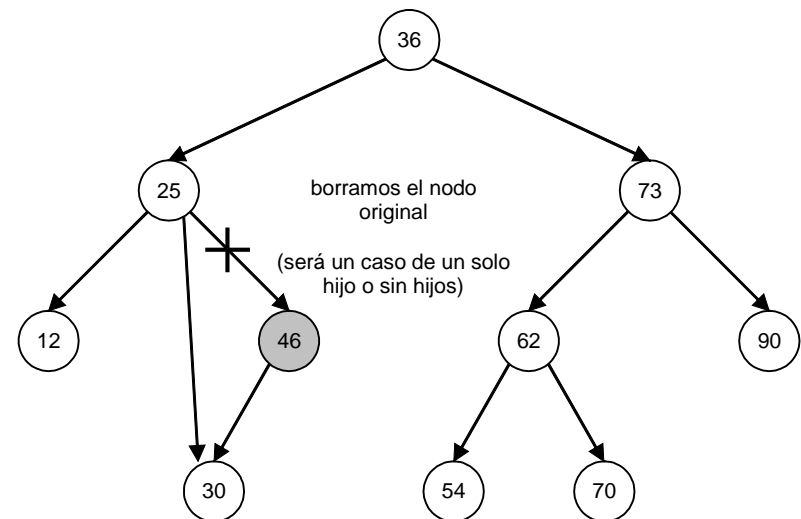 36
25
borramos el nodo
original
73
(será un caso de un solo
hijo o sin hijos)
12
46
62
90
30
54
70